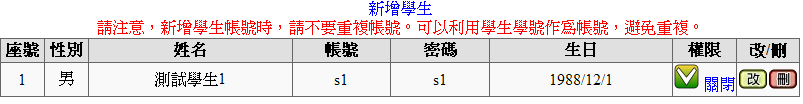 新增學生
請注意，新增學生帳號時，請不要重複帳號。可以利用學生學號作為帳號，避免重複。
座號 性別 姓名 帳號 密碼 生日 權限 改/刪
1 男 測試學生1 s1 s1 1988/12/1 關閉 改 刪